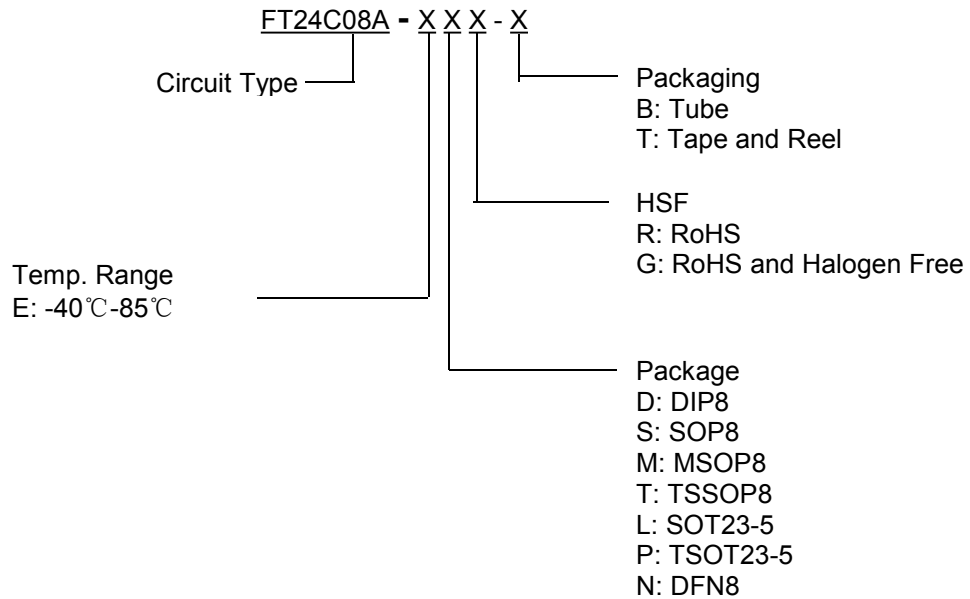 FT24C08A - X X X - X
Circuit Type
Packaging
B: Tube
T: Tape and Reel
HSF
R: RoHS
G: RoHS and Halogen Free
Temp. Range
E: -40℃-85℃
Package
D: DIP8
S: SOP8
M: MSOP8
T: TSSOP8
L: SOT23-5
P: TSOT23-5
N: DFN8